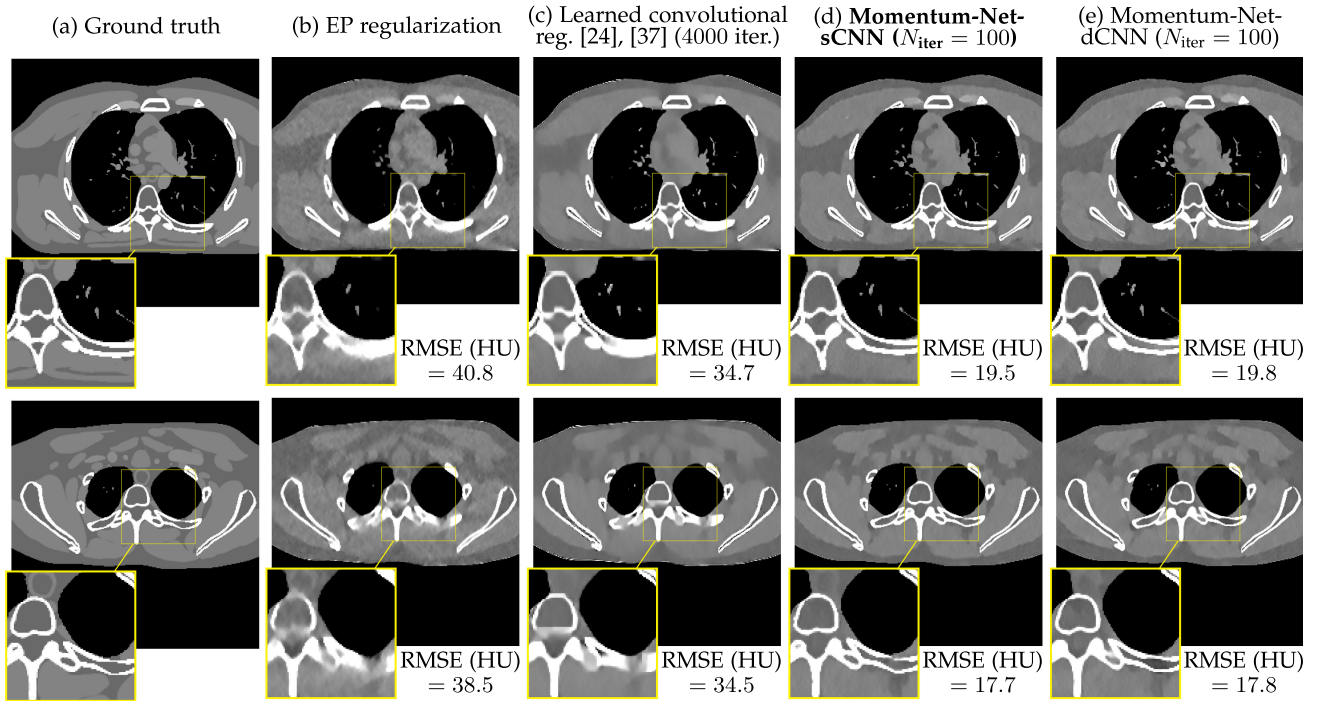 (a) Ground truth
(b) EP regularization
(c) Learned convolutional
reg. [24], [37] (4000 iter.)
(d) Momentum-Net-
sCNN (N_iter = 100)
(e) Momentum-Net-
dCNN (N_iter = 100)
RMSE (HU)
= 40.8
RMSE (HU)
= 34.7
RMSE (HU)
= 19.5
RMSE (HU)
= 19.8
RMSE (HU)
= 38.5
RMSE (HU)
= 34.5
RMSE (HU)
= 17.7
RMSE (HU)
= 17.8